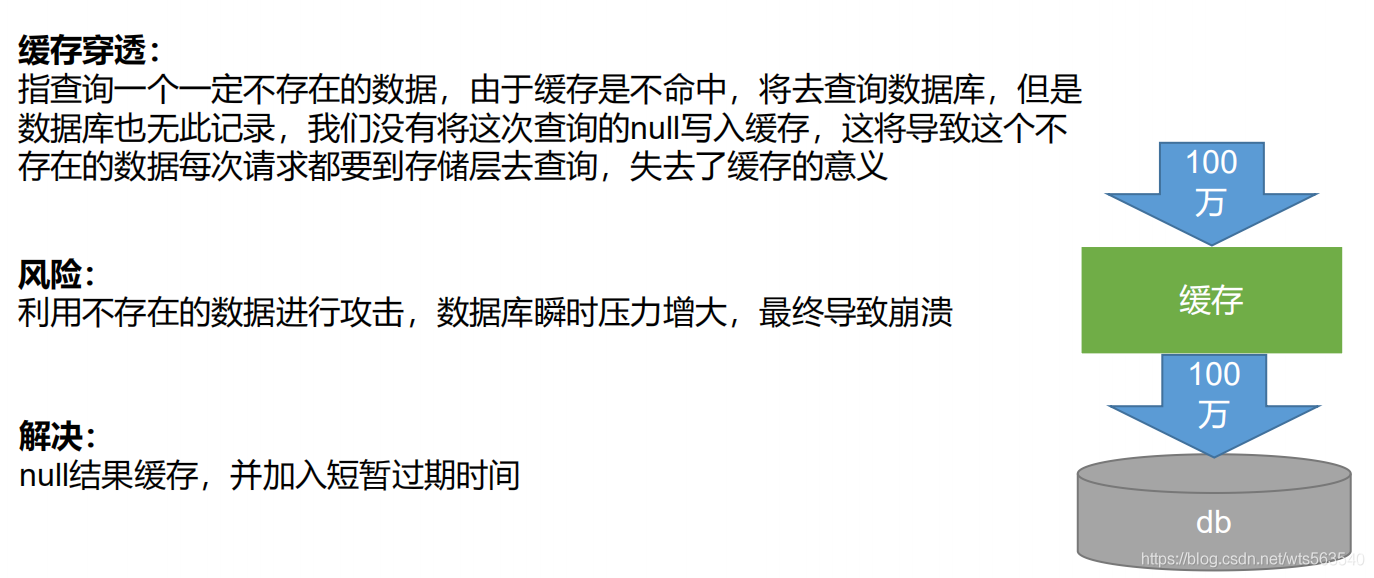 缓存穿透：
指查询一个一定不存在的数据，由于缓存是不命中，将去查询数据库，但是
数据库也无此记录，我们没有将这次查询的null写入缓存，这将导致这个不
存在的数据每次请求都要到存储层去查询，失去了缓存的意义
风险：
利用不存在的数据进行攻击，数据库瞬时压力增大，最终导致崩溃
解决：
null结果缓存，并加入短暂过期时间
100
万
缓存
100
万
db
https://blog.csdn.net/wts563540